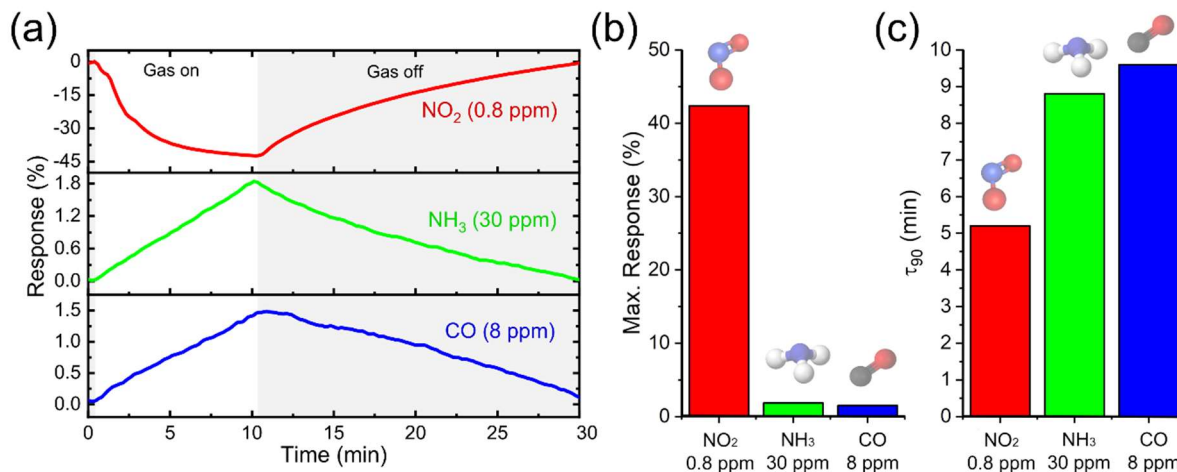 (a)
Gas on
Gas off
0
-15
-30
-45
NO₂ (0.8 ppm)
1.8
1.2
0.6
0.0
NH₃ (30 ppm)
1.5
1.0
0.5
0.0
CO (8 ppm)
Response (%)
0 5 10 15 20 25 30
Time (min)
(b)
Max. Response (%)
50
40
30
20
10
0
NO₂ NH₃ CO
0.8 ppm 30 ppm 8 ppm
(c)
τ₉₀ (min)
10
9
8
7
6
5
4
3
2
1
0
NO₂ NH₃ CO
0.8 ppm 30 ppm 8 ppm